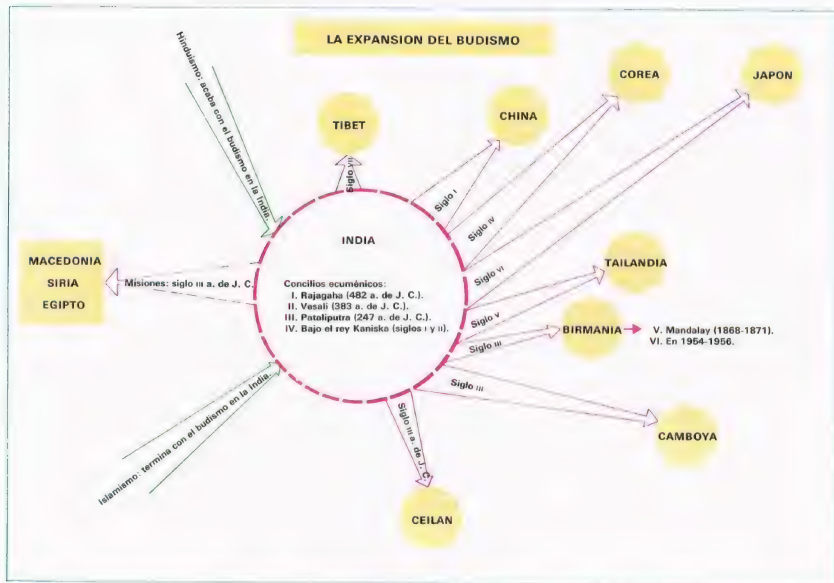 LA EXPANSION DEL BUDISMO
Hinduismo: acaba con el budismo en la India.
TIBET
CHINA
COREA
JAPON
Siglo VII
Siglo I
Siglo IV
Siglo VI
INDIA
Concilios ecuménicos:
I. Rajagaha (482 a. de J. C.).
II. Vesali (383 a. de J. C.).
III. Pataliputra (247 a. de J. C.).
IV. Bajo el rey Kaniska (siglos I y II).
MACEDONIA
SIRIA
EGIPTO
Misiones: siglo III a. de J. C.
TAILANDIA
Siglo V
BIRMANIA
V. Mandalay (1868-1871).
VI. En 1954-1956.
Siglo III
Siglo III
CAMBOYA
Islamismo: termina con el budismo en la India.
Siglo III a. de J. C.
CEILAN